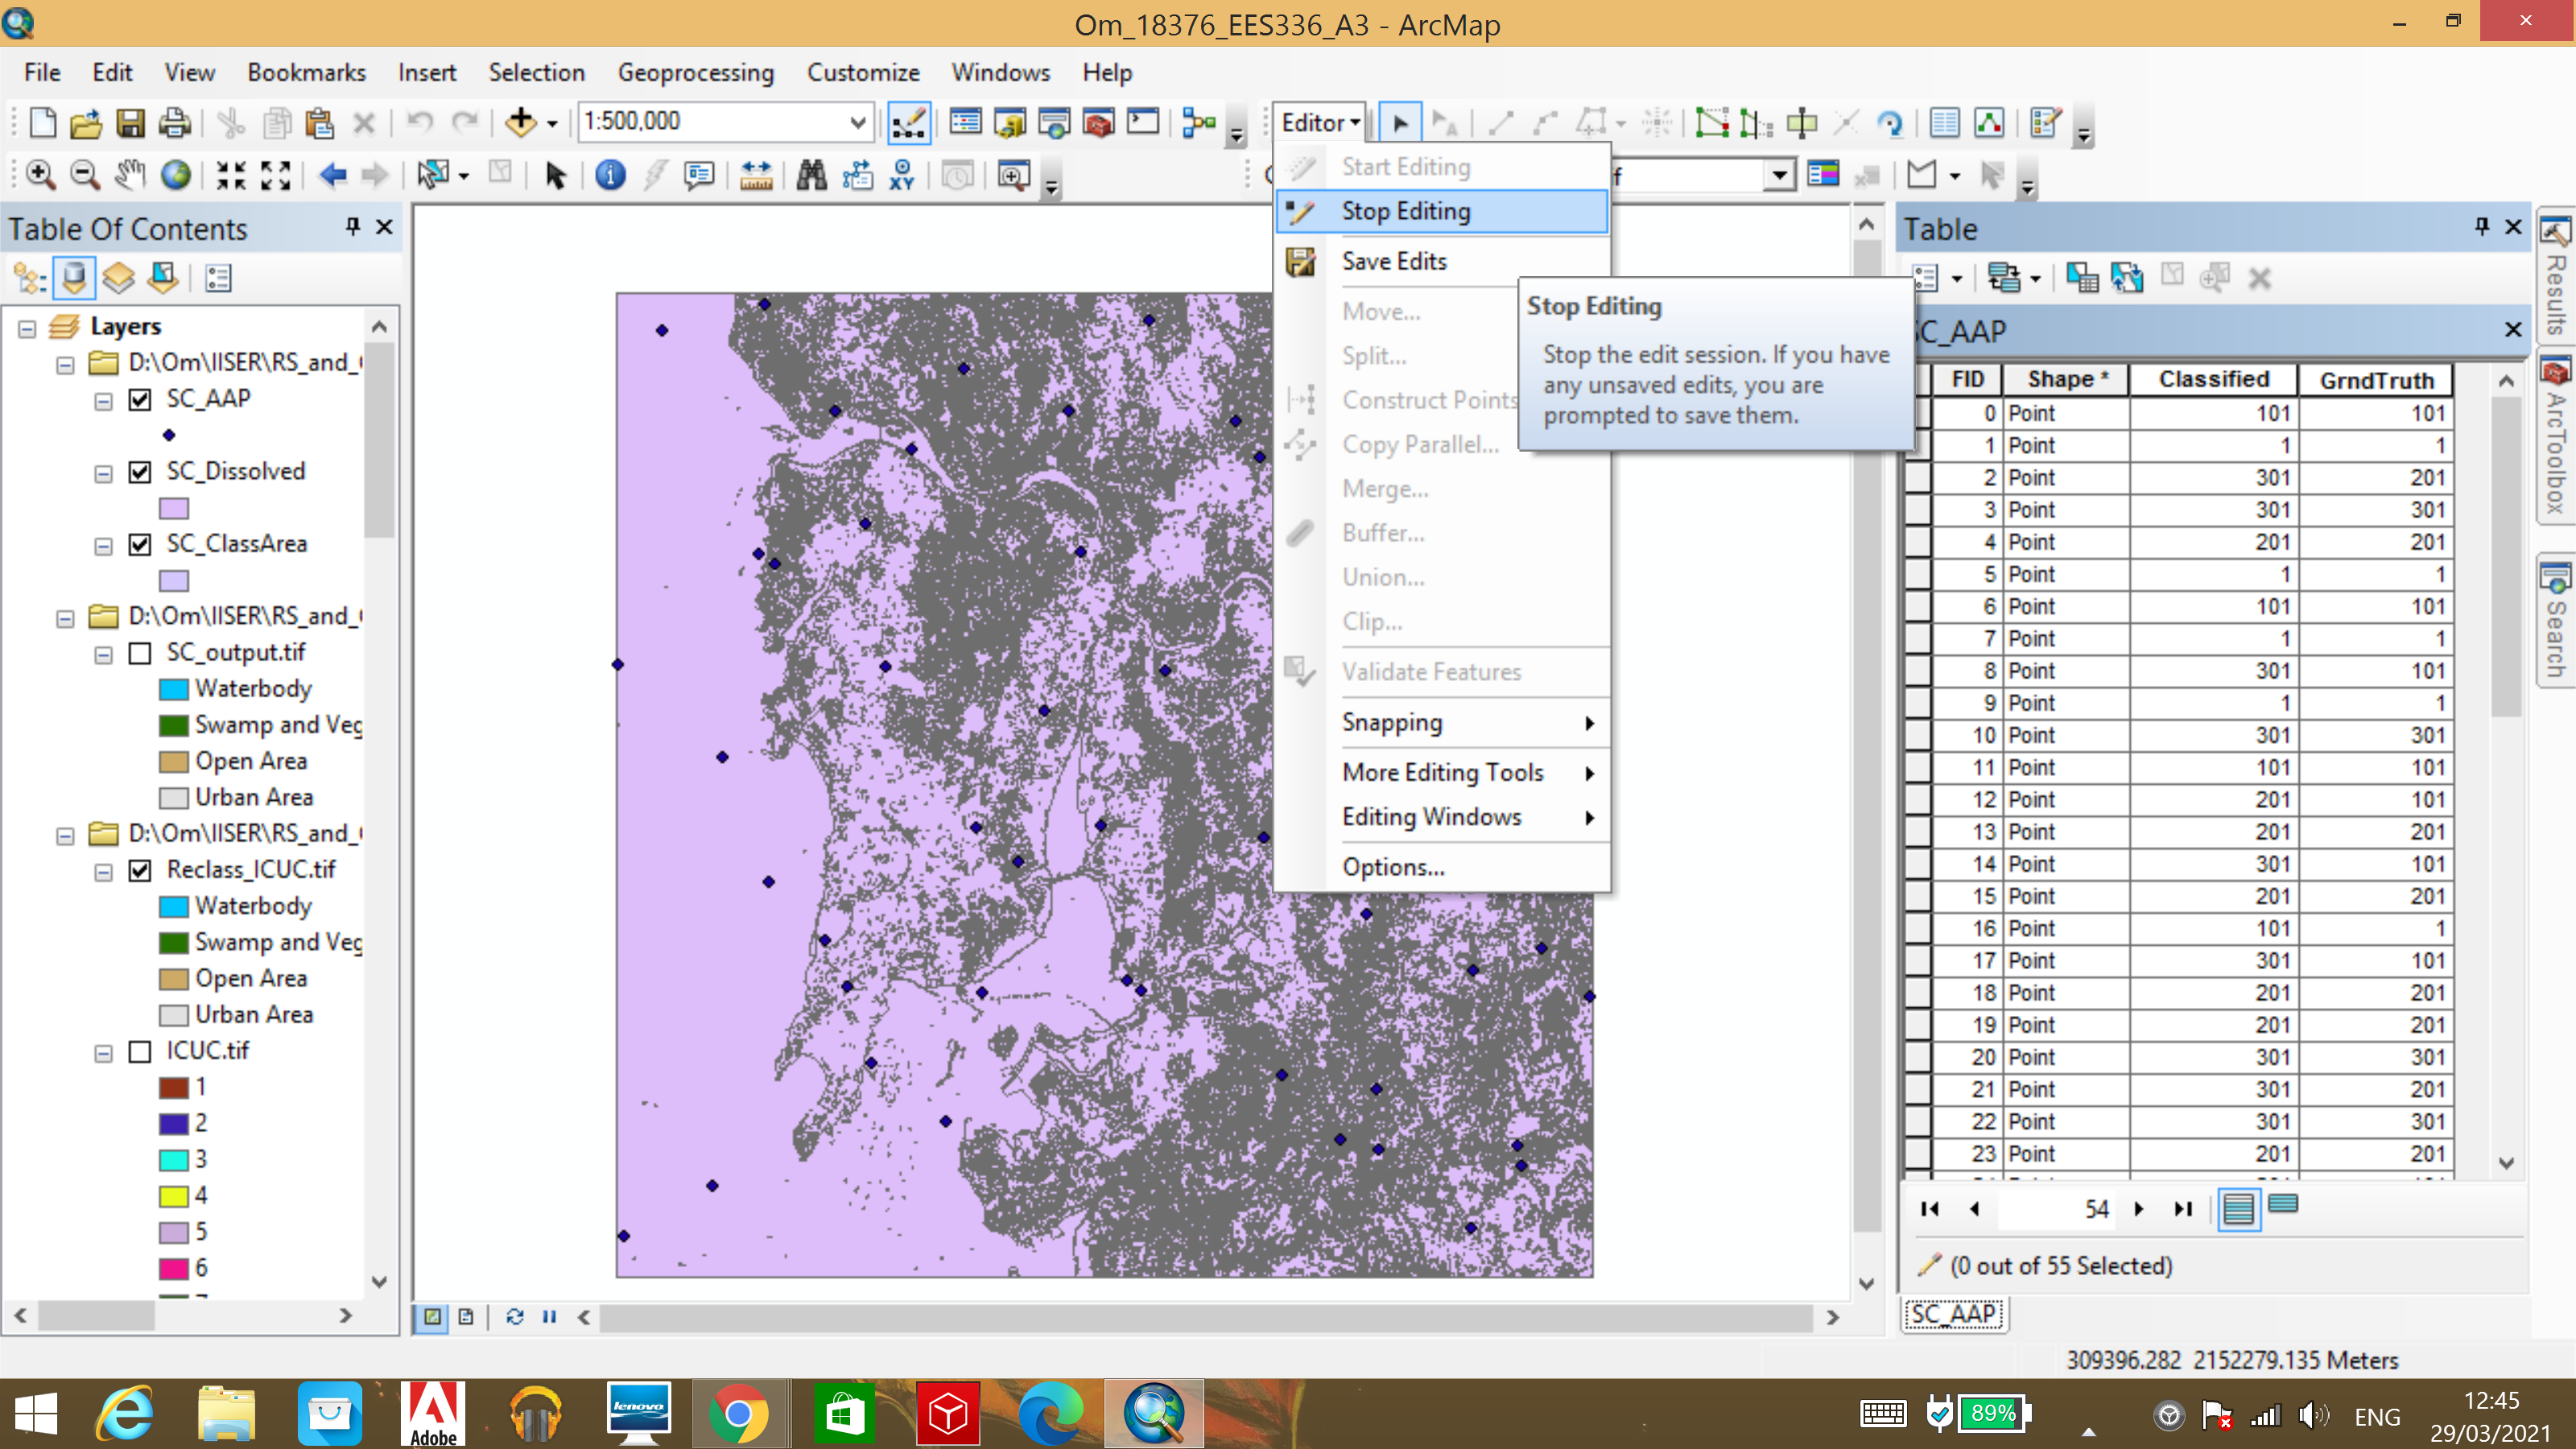 Om_18376_EES336_A3 - ArcMap
File Edit View Bookmarks Insert Selection Geoprocessing Customize Windows Help
1:500,000
Editor
Start Editing
Stop Editing
Save Edits
Move...
Split...
Construct Points
Copy Parallel...
Merge...
Buffer...
Union...
Clip...
Validate Features
Snapping
More Editing Tools
Editing Windows
Options...
Stop Editing
Stop the edit session. If you have
any unsaved edits, you are
prompted to save them.
Table Of Contents
Layers
D:\Om\IISER\RS_and_
SC_AAP
SC_Dissolved
SC_ClassArea
D:\Om\IISER\RS_and_
SC_output.tif
Waterbody
Swamp and Veg
Open Area
Urban Area
D:\Om\IISER\RS_and_
Reclass_ICUC.tif
Waterbody
Swamp and Veg
Open Area
Urban Area
ICUC.tif
1
2
3
4
5
6
Table
SC_AAP
FID Shape * Classified GrndTruth
0 Point 101 101
1 Point 1 1
2 Point 301 201
3 Point 301 301
4 Point 201 201
5 Point 1 1
6 Point 101 101
7 Point 1 1
8 Point 301 101
9 Point 1 1
10 Point 301 301
11 Point 101 101
12 Point 201 101
13 Point 201 201
14 Point 301 101
15 Point 201 201
16 Point 101 1
17 Point 301 101
18 Point 201 201
19 Point 201 201
20 Point 301 301
21 Point 301 201
22 Point 301 301
23 Point 201 201
54
(0 out of 55 Selected)
SC_AAP
Results
ArcToolbox
Search
309396.282 2152279.135 Meters
Adobe
lenovo
89%
ENG
12:45
29/03/2021